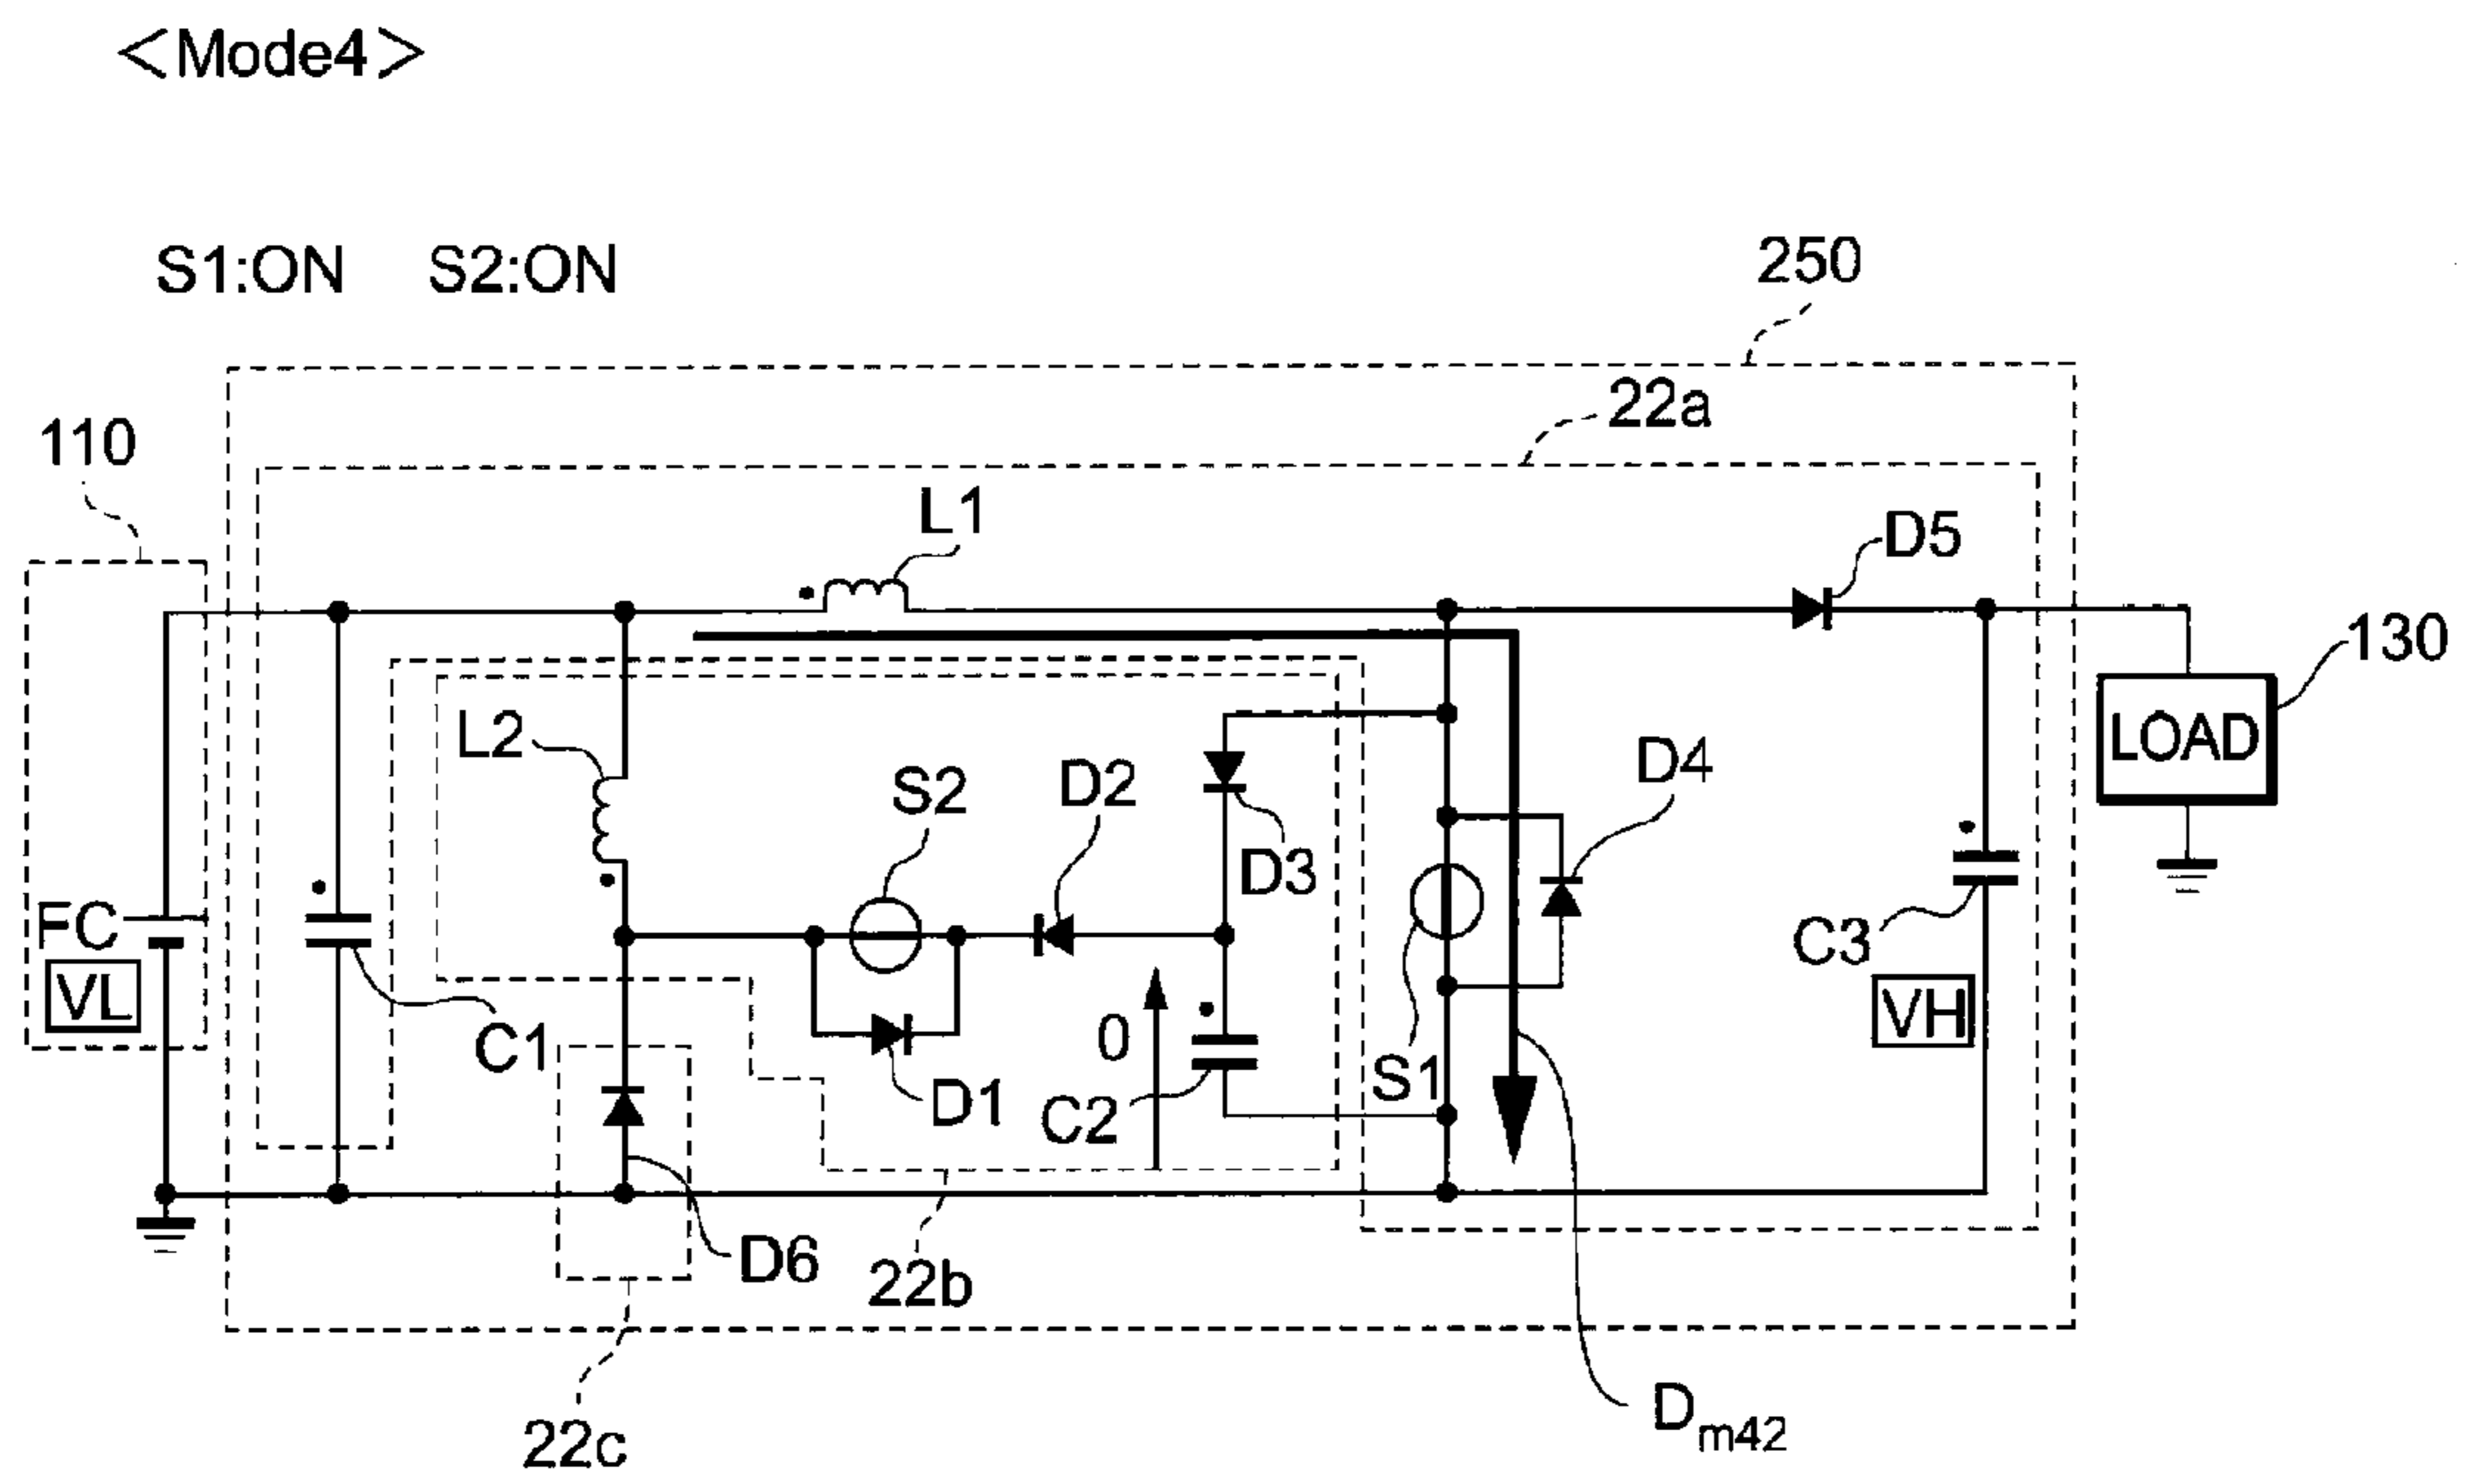 <Mode4>
S1:ON S2:ON
250
22a
110
L1
D5
130
L2
LOAD
S2
D2
D4
D3
FC
VL
C3
VH
C1
0
D1
C2
S1
D6
22b
Dm42
22c